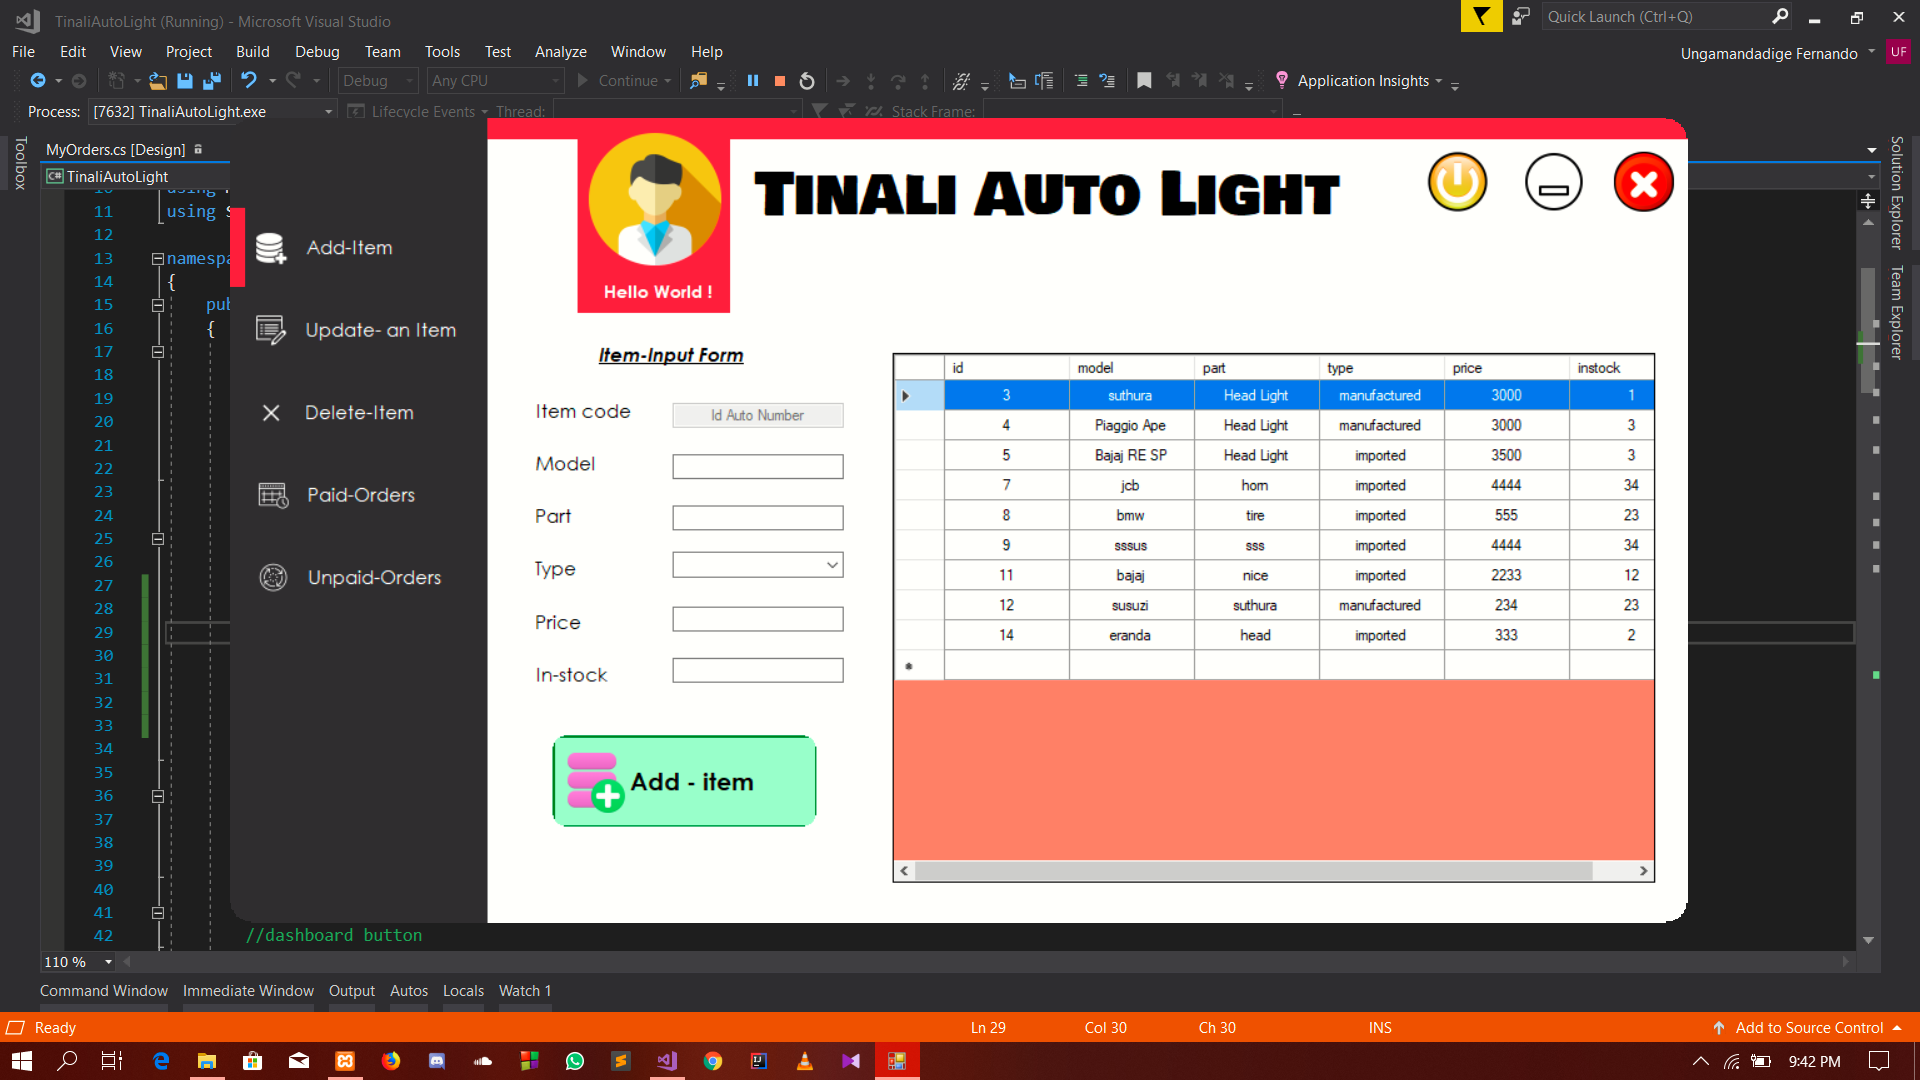 TinaliAutoLight (Running) - Microsoft Visual Studio
Quick Launch (Ctrl+Q)
File Edit View Project Build Debug Team Tools Test Analyze Window Help
Ungamandadige Fernando UF
Debug Any CPU Continue Application Insights
Process: [7632] TinaliAutoLight.exe Lifecycle Events Thread: Stack Frame:
Toolbox
MyOrders.cs [Design]
C# TinaliAutoLight
Solution Explorer
Team Explorer
11 using
12
13 namespa
14 {
15 pub
16 {
17
18
19
20
21
22
23
24
25
26
27
28
29
30
31
32
33
34
35
36
37
38
39
40
41
42 //dashboard button
Add-Item
Update- an Item
Delete-Item
Paid-Orders
Unpaid-Orders
Hello World !
Tinali Auto Light
Item-Input Form
Item code Id Auto Number
Model
Part
Type
Price
In-stock
Add - item
id model part type price instock
3 suthura Head Light manufactured 3000 1
4 Piaggio Ape Head Light manufactured 3000 3
5 Bajaj RE SP Head Light imported 3500 3
7 jcb horn imported 4444 34
8 bmw tire imported 555 23
9 sssus sss imported 4444 34
11 bajaj nice imported 2233 12
12 susuzi suthura manufactured 234 23
14 eranda head imported 333 2
110 %
Command Window Immediate Window Output Autos Locals Watch 1
Ready Ln 29 Col 30 Ch 30 INS Add to Source Control
9:42 PM